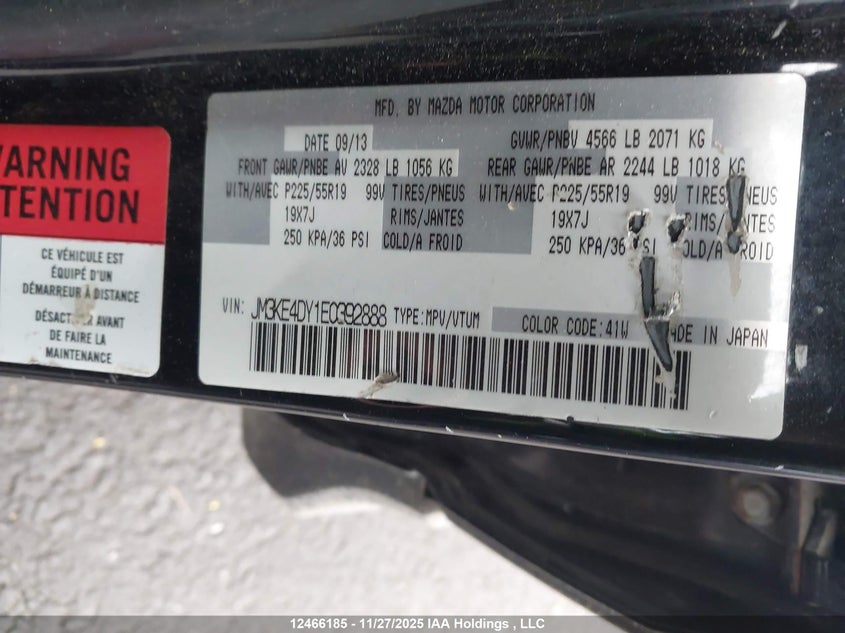 MFD. BY MAZDA MOTOR CORPORATION
DATE 09/13 GVWR/PNBV 4566 LB 2071 KG
FRONT GAWR/PNBE AV 2328 LB 1056 KG REAR GAWR/PNBE AR 2244 LB 1018 KG
WITH/AVEC P225/55R19 99V TIRES/PNEUS WITH/AVEC P225/55R19 99V TIRES/PNEUS
19X7J RIMS/JANTES 19X7J RIMS/JANTES
250 KPA/36 PSI COLD/A FROID 250 KPA/36 PSI COLD/A FROID
VIN: JM3KE4DY1E0392888 TYPE:MPV/VTUM COLOR CODE:41W MADE IN JAPAN
WARNING
ATTENTION
CE VÉHICULE EST
ÉQUIPÉ D'UN
DÉMARREUR À DISTANCE
DÉSACTIVER AVANT
DE FAIRE LA
MAINTENANCE
12466185 - 11/27/2025 IAA Holdings , LLC